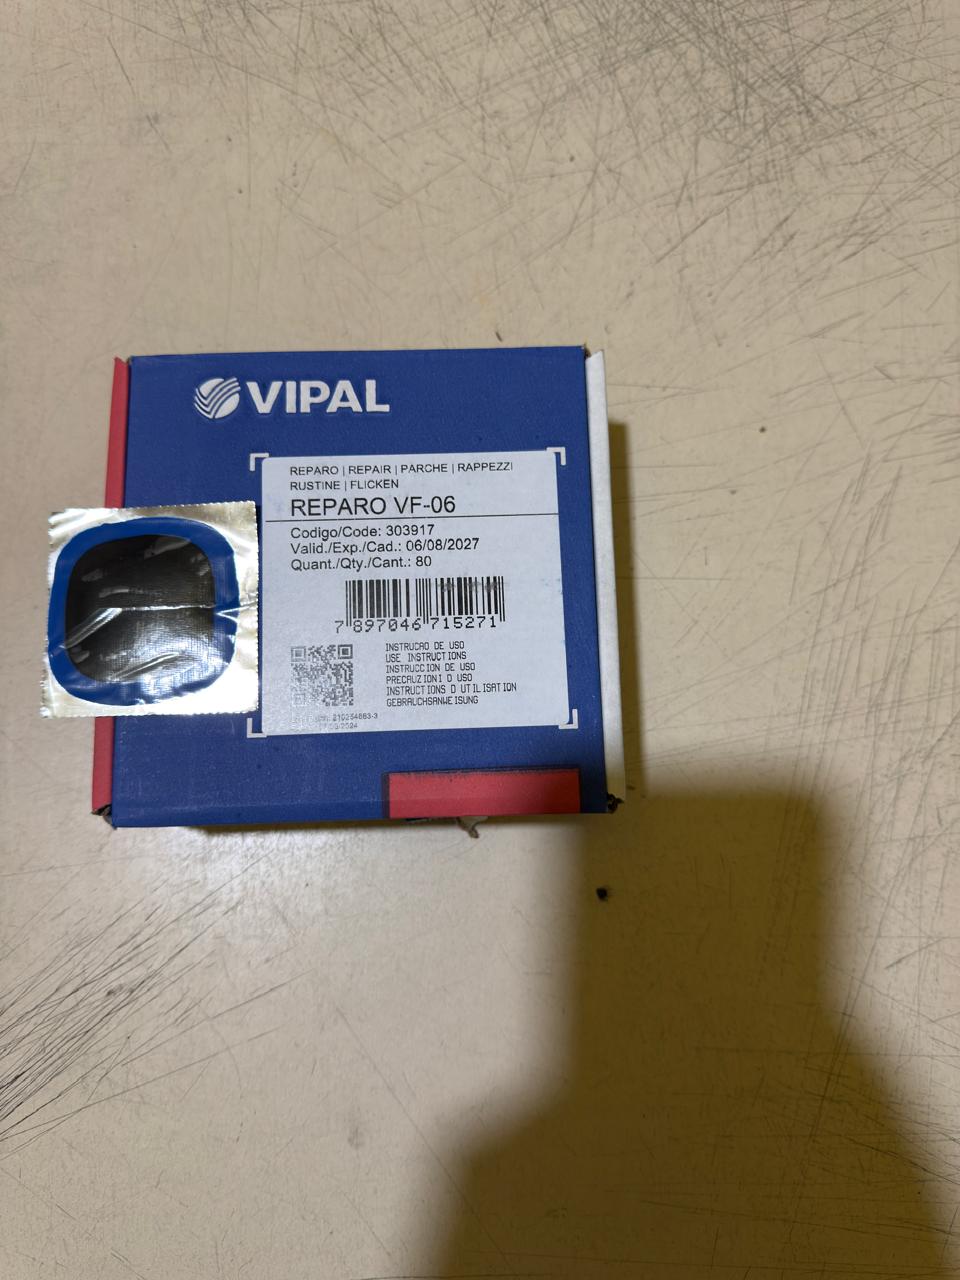 VIPAL
REPARO | REPAIR | PARCHE | RAPPEZZI
RUSTINE | FLICKEN
REPARO VF-06
Codigo/Code: 303917
Valid./Exp./Cad.: 06/08/2027
Quant./Qty./Cant.: 80
7 897046 715271
INSTRUCAO DE USO
USE INSTRUCTIONS
INSTRUCCION DE USO
PRECAUZIONI D USO
INSTRUCTIONS D UTILISATION
GEBRAUCHSANWEISUNG
210254663-3